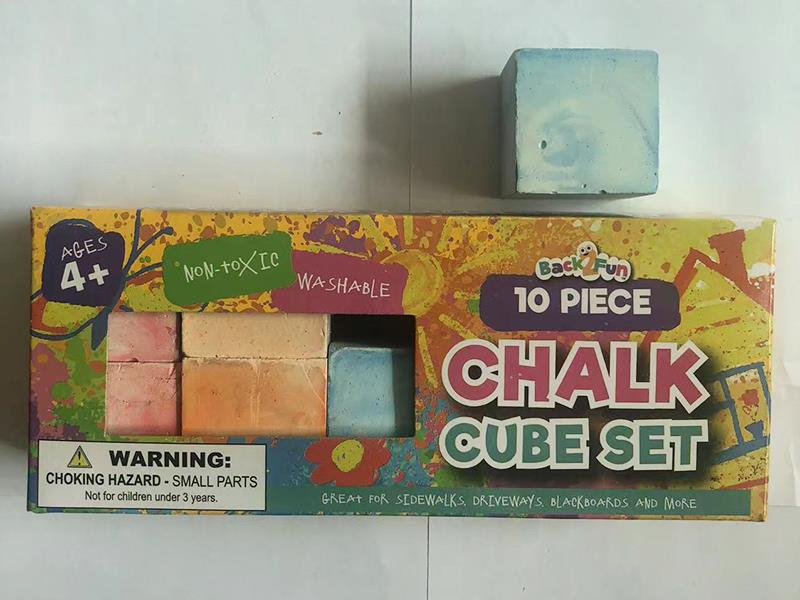 AGES
4+
NON-TOXIC
WASHABLE
Back2Fun
10 PIECE
CHALK
CUBE SET
WARNING:
CHOKING HAZARD - SMALL PARTS
Not for children under 3 years.
GREAT FOR SIDEWALKS, DRIVEWAYS, BLACKBOARDS AND MORE